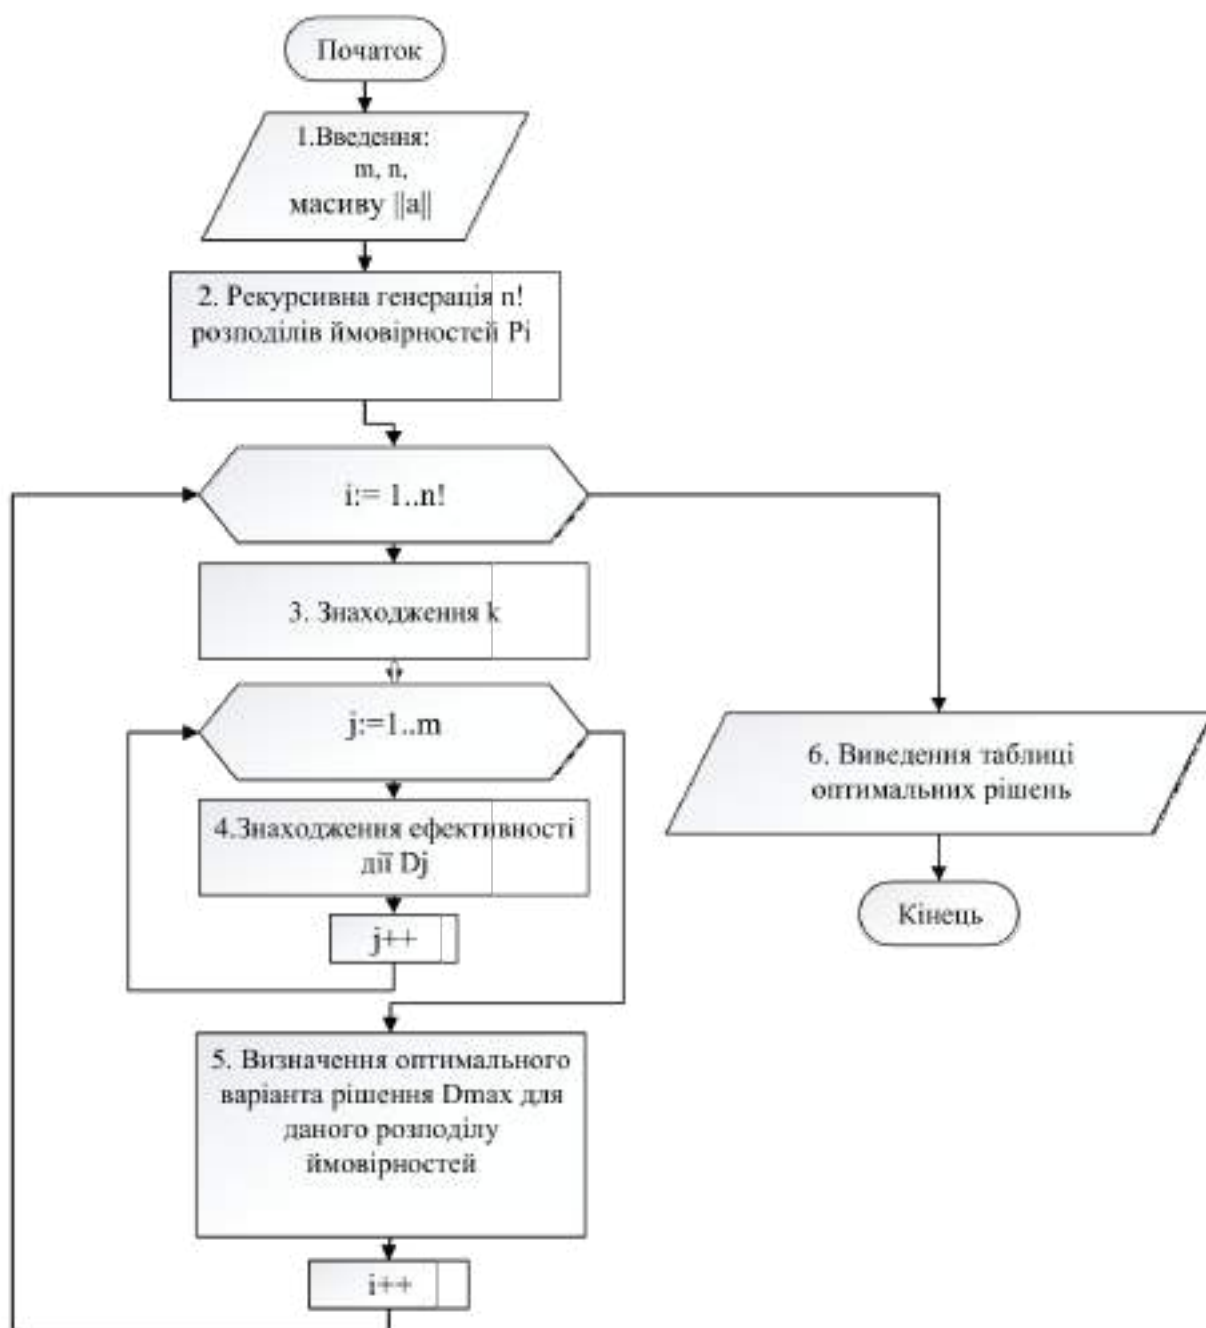 Початок
1.Введення:
m, n,
масиву ||a||
2. Рекурсивна генерація n!
розподілів ймовірностей Pi
i:= 1..n!
3. Знаходження k
j:=1..m
4.Знаходження ефективності
дії Dj
j++
5. Визначення оптимального
варіанта рішення Dmax для
даного розподілу
ймовірностей
i++
6. Виведення таблиці
оптимальних рішень
Кінець